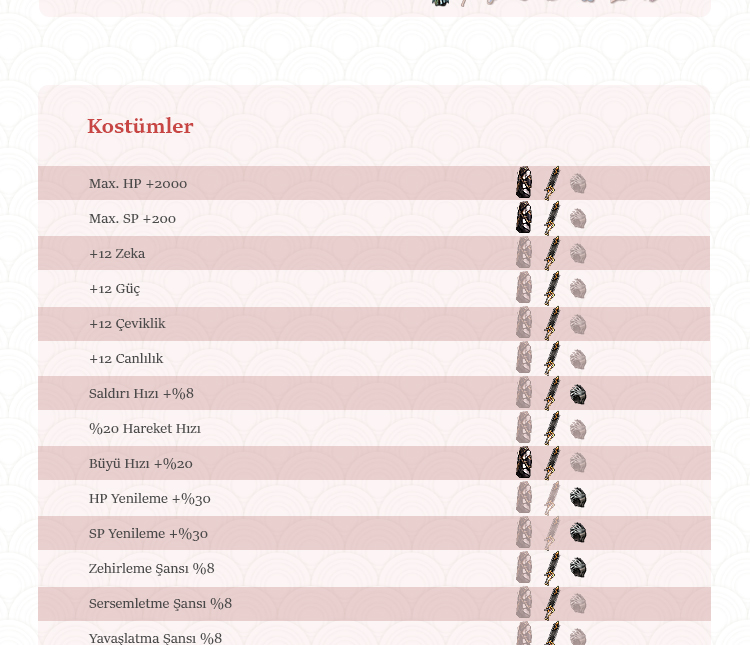 Kostümler
Max. HP +2000
Max. SP +200
+12 Zeka
+12 Güç
+12 Çeviklik
+12 Canlılık
Saldırı Hızı +%8
%20 Hareket Hızı
Büyü Hızı +%20
HP Yenileme +%30
SP Yenileme +%30
Zehirleme Şansı %8
Sersemletme Şansı %8
Yavaşlatma Şansı %8